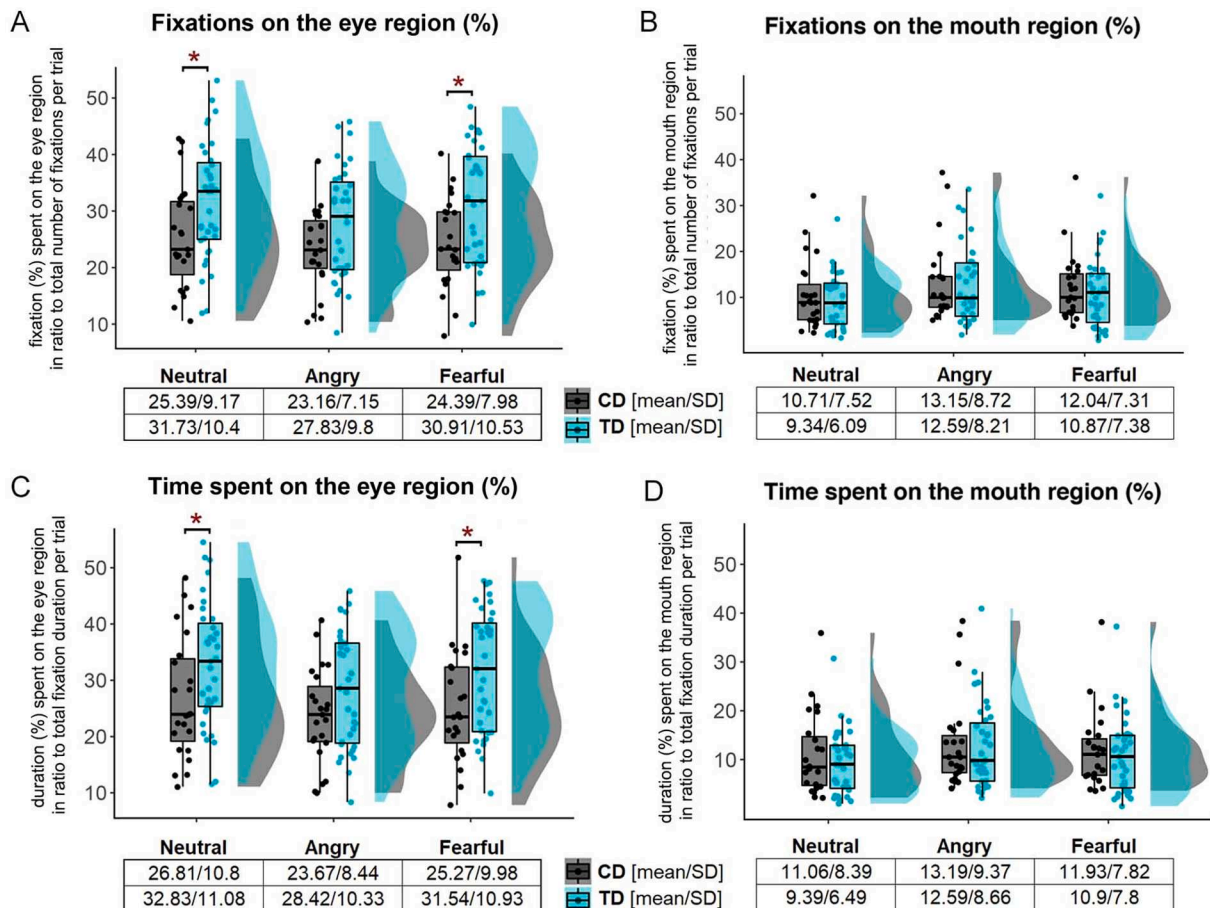 A
Fixations on the eye region (%)
fixation (%) spent on the eye region
in ratio to total number of fixations per trial
50
40
30
20
10
*
*
Neutral Angry Fearful
25.39/9.17 23.16/7.15 24.39/7.98
31.73/10.4 27.83/9.8 30.91/10.53
CD [mean/SD]
TD [mean/SD]
B
Fixations on the mouth region (%)
fixation (%) spent on the mouth region
in ratio to total number of fixations per trial
50
40
30
20
10
Neutral Angry Fearful
10.71/7.52 13.15/8.72 12.04/7.31
9.34/6.09 12.59/8.21 10.87/7.38
C
Time spent on the eye region (%)
duration (%) spent on the eye region
in ratio to total fixation duration per trial
50
40
30
20
10
*
*
Neutral Angry Fearful
26.81/10.8 23.67/8.44 25.27/9.98
32.83/11.08 28.42/10.33 31.54/10.93
CD [mean/SD]
TD [mean/SD]
D
Time spent on the mouth region (%)
duration (%) spent on the mouth region
in ratio to total fixation duration per trial
50
40
30
20
10
Neutral Angry Fearful
11.06/8.39 13.19/9.37 11.93/7.82
9.39/6.49 12.59/8.66 10.9/7.8